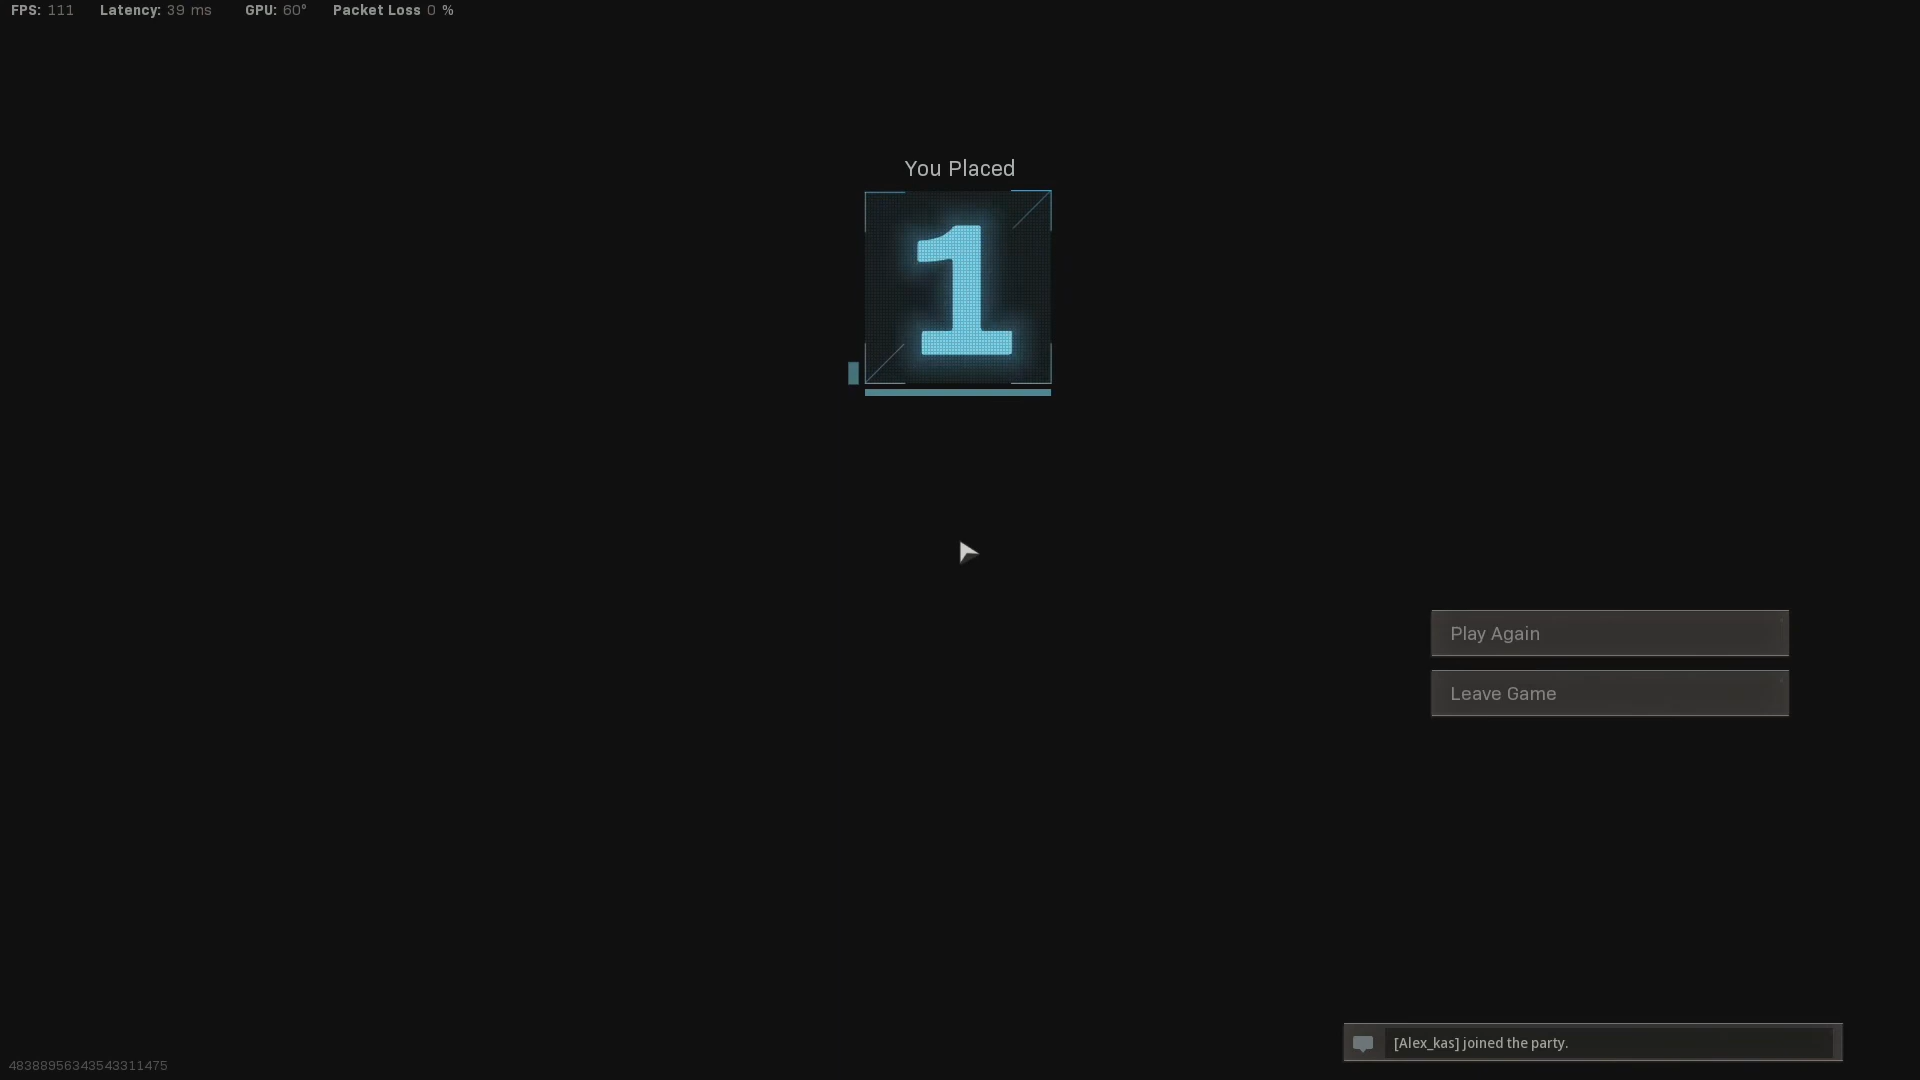 FPS: 111 Latency: 39 ms GPU: 60° Packet Loss 0 %
You Placed
1
Play Again
Leave Game
[Alex_kas] joined the party.
48388956343543311475